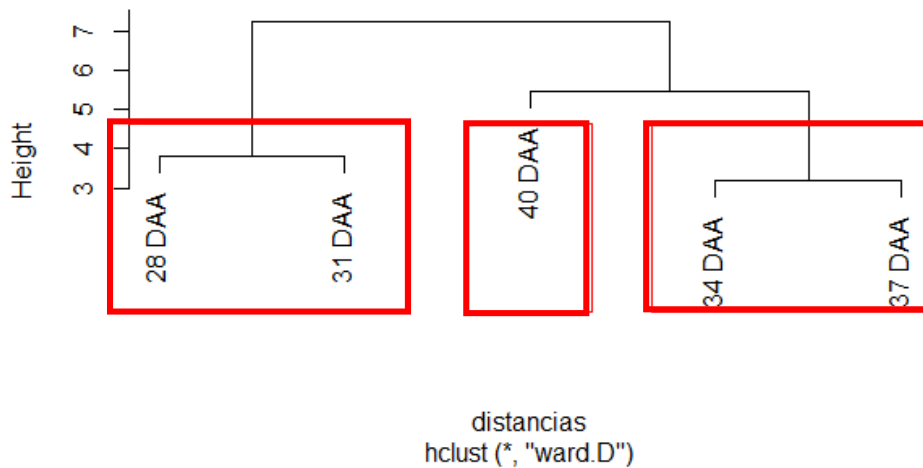 Height
7
6
5
4
3
28 DAA
31 DAA
40 DAA
34 DAA
37 DAA
distancias
hclust (*, "ward.D")